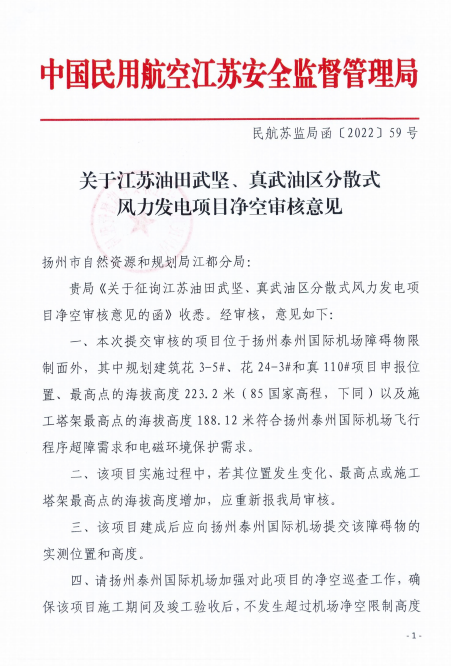 中国民用航空江苏安全监督管理局
民航苏监局函〔2022〕59号
关于江苏油田武坚、真武油区分散式
风力发电项目净空审核意见
扬州市自然资源和规划局江都分局：
贵局《关于征询江苏油田武坚、真武油区分散式风力发电项
目净空审核意见的函》收悉。经审核，意见如下：
一、本次提交审核的项目位于扬州泰州国际机场障碍物限
制面外，其中规划建筑花3-5#、花24-3#和真110#项目申报位
置、最高点的海拔高度223.2米（85国家高程，下同）以及施
工塔架最高点的海拔高度188.12米符合扬州泰州国际机场飞行
程序超障需求和电磁环境保护需求。
二、该项目实施过程中，若其位置发生变化、最高点或施工
塔架最高点的海拔高度增加，应重新报我局审核。
三、该项目建成后应向扬州泰州国际机场提交该障碍物的
实测位置和高度。
四、请扬州泰州国际机场加强对此项目的净空巡查工作，确
保该项目施工期间及竣工验收后，不发生超过机场净空限制高度
- 1 -